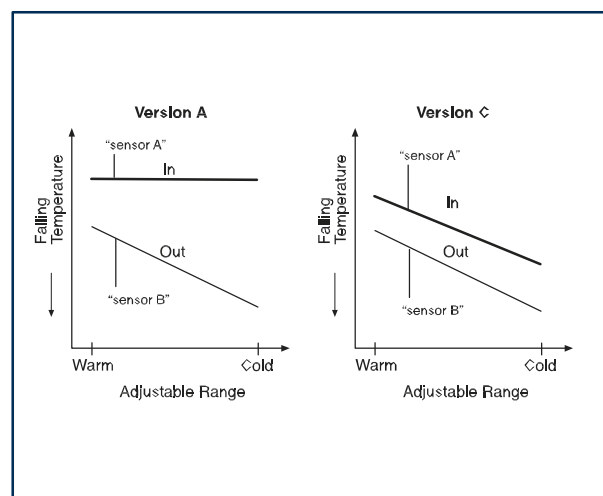 Version A
"sensor A"
In
Falling
Temperature
Out
"sensor B"
Warm
Cold
Adjustable Range
Version C
"sensor A"
In
Falling
Temperature
Out
"sensor B"
Warm
Cold
Adjustable Range